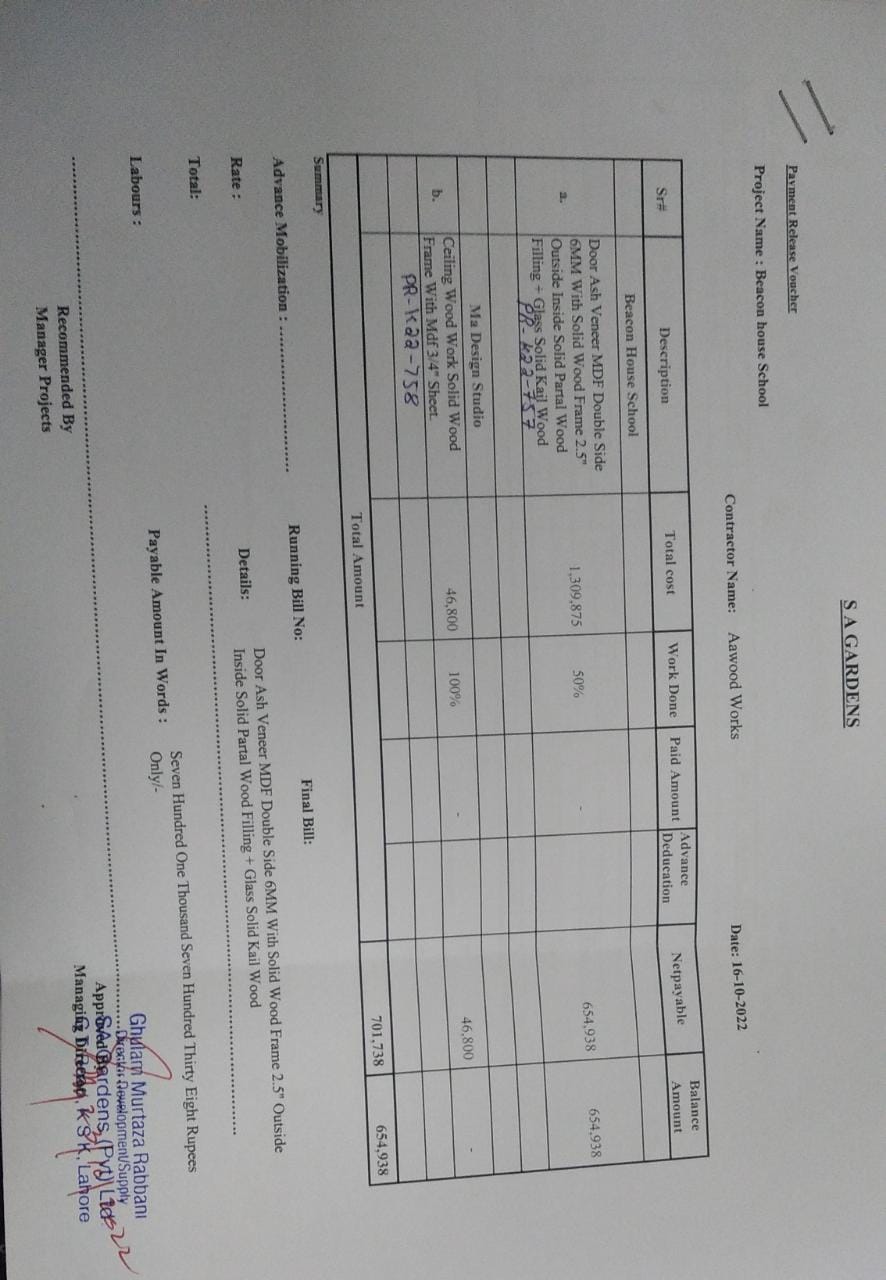 S A GARDENS
Payment Release Voucher
Project Name : Beacon house School Contractor Name: Aawood Works Date: 16-10-2022
Sr# Description Total cost Work Done Paid Amount Advance Deducation Netpayable Balance Amount
Beacon House School
a. Door Ash Veneer MDF Double Side
6MM With Solid Wood Frame 2.5"
Outside Inside Solid Partal Wood
Filling + Glass Solid Kail Wood 1,309,875 50% - 654,938 654,938
PR-K22-757
Ma Design Studio
b. Ceiling Wood Work Solid Wood
Frame With Mdf 3/4" Sheet. 46,800 100% - 46,800 -
PR-K22-758
Total Amount 701,738 654,938
Summary
Advance Mobilization : ........................ Running Bill No: Final Bill:
Rate : Details: Door Ash Veneer MDF Double Side 6MM With Solid Wood Frame 2.5" Outside
Inside Solid Partal Wood Filling + Glass Solid Kail Wood
Total:
Labours : Payable Amount In Words : Seven Hundred One Thousand Seven Hundred Thirty Eight Rupees
Only/-
Recommended By
Manager Projects
Approved By
Managing Director
Ghulam Murtaza Rabbani
Director Development/Supply
S.A. Gardens, (Pvt) Ltd
KSK, Lahore